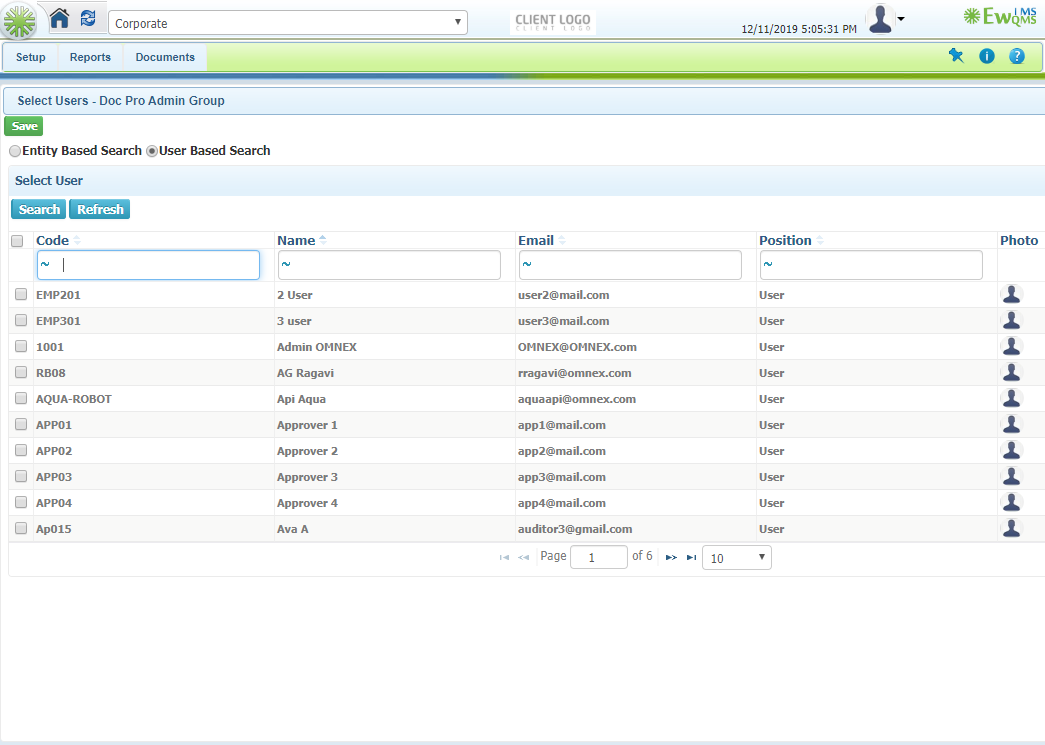 Corporate
CLIENT LOGO
CLIENT LOGO
12/11/2019 5:05:31 PM
EwQMS iMS
Setup Reports Documents
Select Users - Doc Pro Admin Group
Save
Entity Based Search User Based Search
Select User
Search Refresh
Code Name Email Position Photo
~ ~ ~ ~
EMP201 2 User user2@mail.com User
EMP301 3 user user3@mail.com User
1001 Admin OMNEX OMNEX@OMNEX.com User
RB08 AG Ragavi rragavi@omnex.com User
AQUA-ROBOT Api Aqua aquaapi@omnex.com User
APP01 Approver 1 app1@mail.com User
APP02 Approver 2 app2@mail.com User
APP03 Approver 3 app3@mail.com User
APP04 Approver 4 app4@mail.com User
Ap015 Ava A auditor3@gmail.com User
Page 1 of 6 10